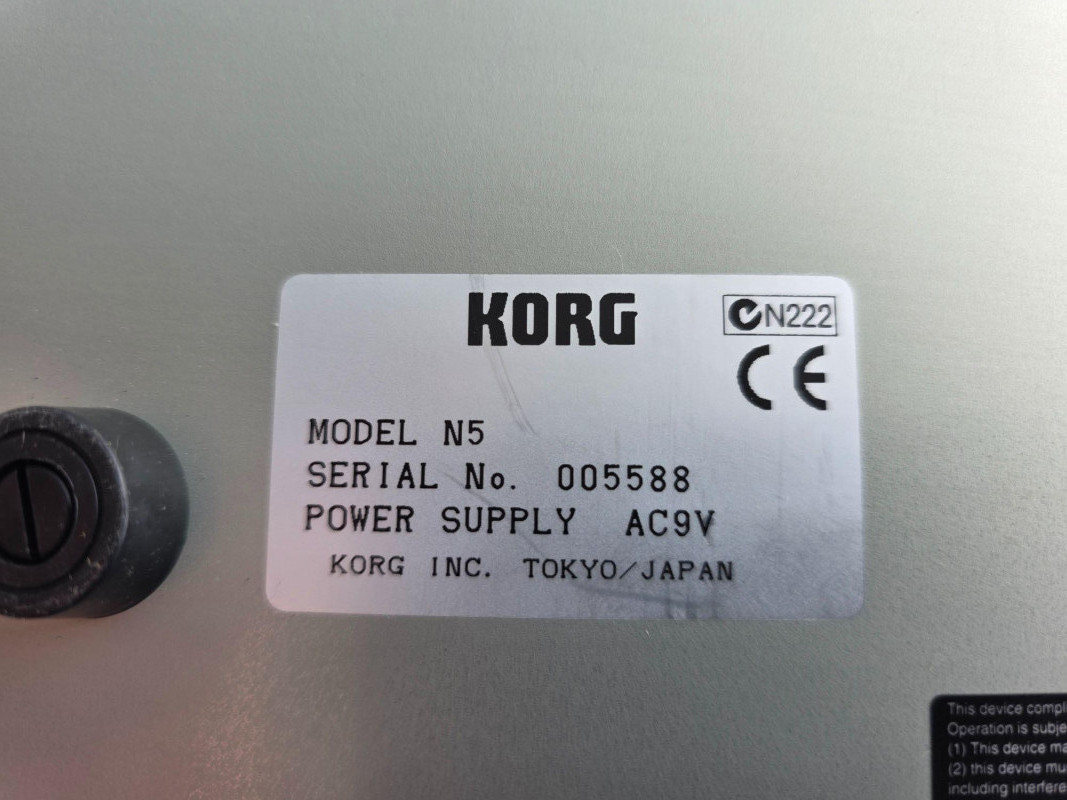 KORG
N222
CE
MODEL N5
SERIAL No. 005588
POWER SUPPLY AC9V
KORG INC. TOKYO/JAPAN
This device
Operation is
(1) This device
(2) this device
including